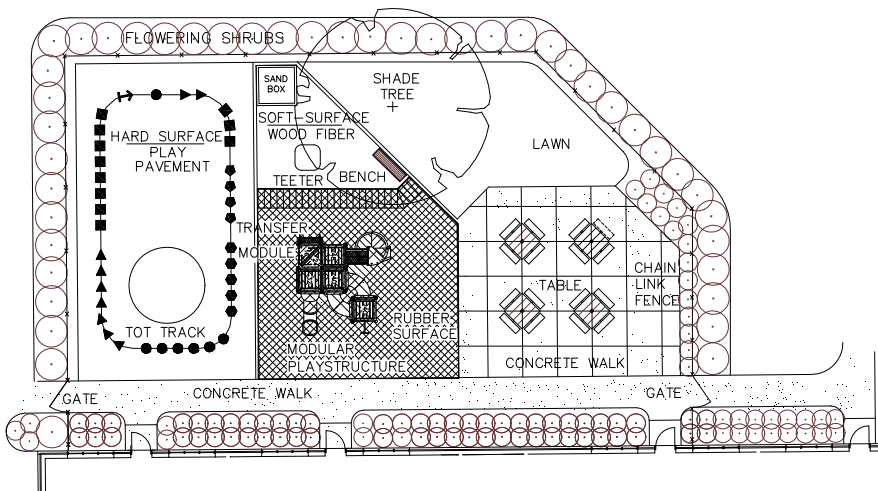 FLOWERING SHRUBS
SAND
BOX
SHADE
TREE
SOFT-SURFACE
WOOD FIBER
HARD SURFACE
PLAY
PAVEMENT
LAWN
TEETER
BENCH
TRANSFER
MODULE
CHAIN
LINK
FENCE
TABLE
RUBBER
SURFACE
TOT TRACK
MODULAR
PLAYSTRUCTURE
CONCRETE WALK
GATE
CONCRETE WALK
GATE